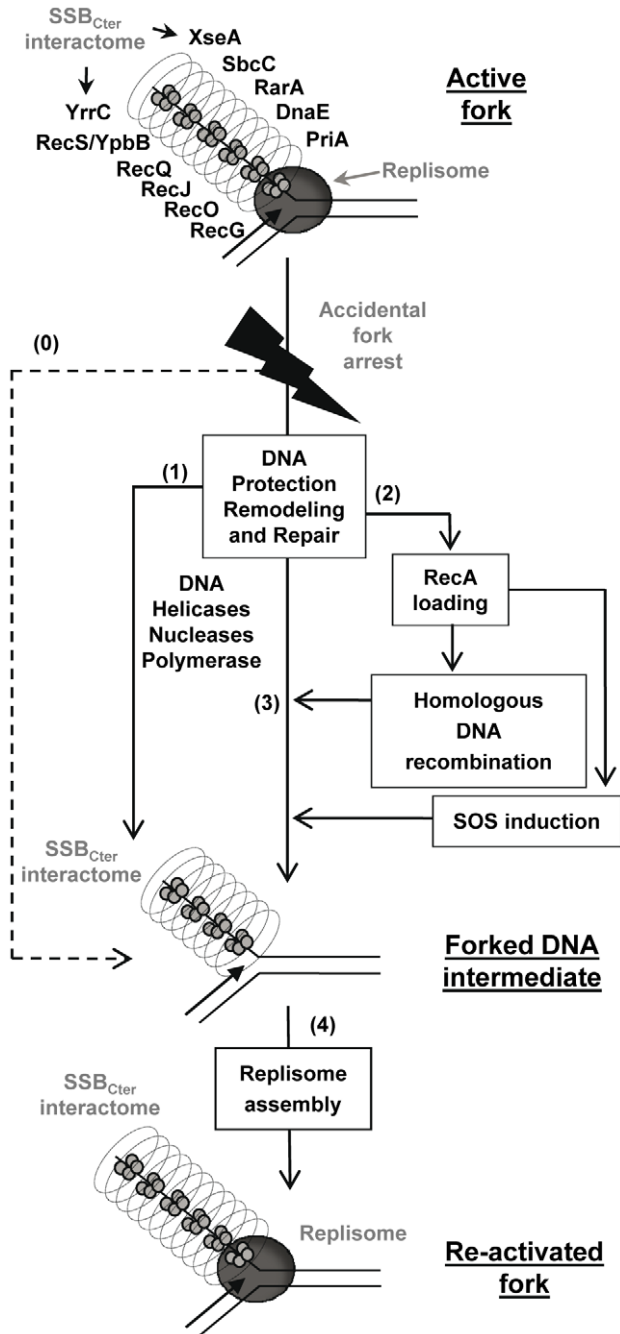 SSBCter
interactome
XseA
SbcC
RarA
DnaE
PriA
YrrC
RecS/YpbB
RecQ
RecJ
RecO
RecG
Active
fork
Replisome
Accidental
fork
arrest
(0)
(1)
DNA
Protection
Remodeling
and Repair
(2)
RecA
loading
DNA
Helicases
Nucleases
Polymerase
(3)
Homologous
DNA
recombination
SOS induction
SSBCter
interactome
Forked DNA
intermediate
(4)
Replisome
assembly
SSBCter
interactome
Replisome
Re-activated
fork